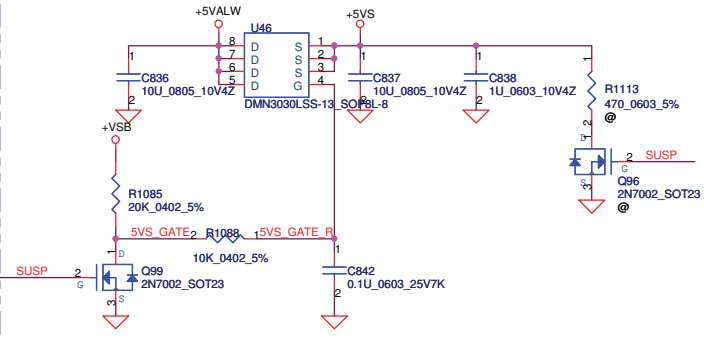 +5VALW
U46
+5VS
8 D S 1
7 D S 2
6 D S 3
5 D G 4
DMN3030LSS-13_SOP8L-8
1
C836
10U_0805_10V4Z
2
1
C837
10U_0805_10V4Z
2
1
C838
1U_0603_10V4Z
2
1
R1113
470_0603_5%
@
2
1
D
S
3
G
2
SUSP
Q96
2N7002_SOT23
@
+VSB
R1085
20K_0402_5%
5VS_GATE
2
R1088
1
5VS_GATE_R
10K_0402_5%
1
D
SUSP
2
G
Q99
2N7002_SOT23
S
3
1
C842
0.1U_0603_25V7K
2